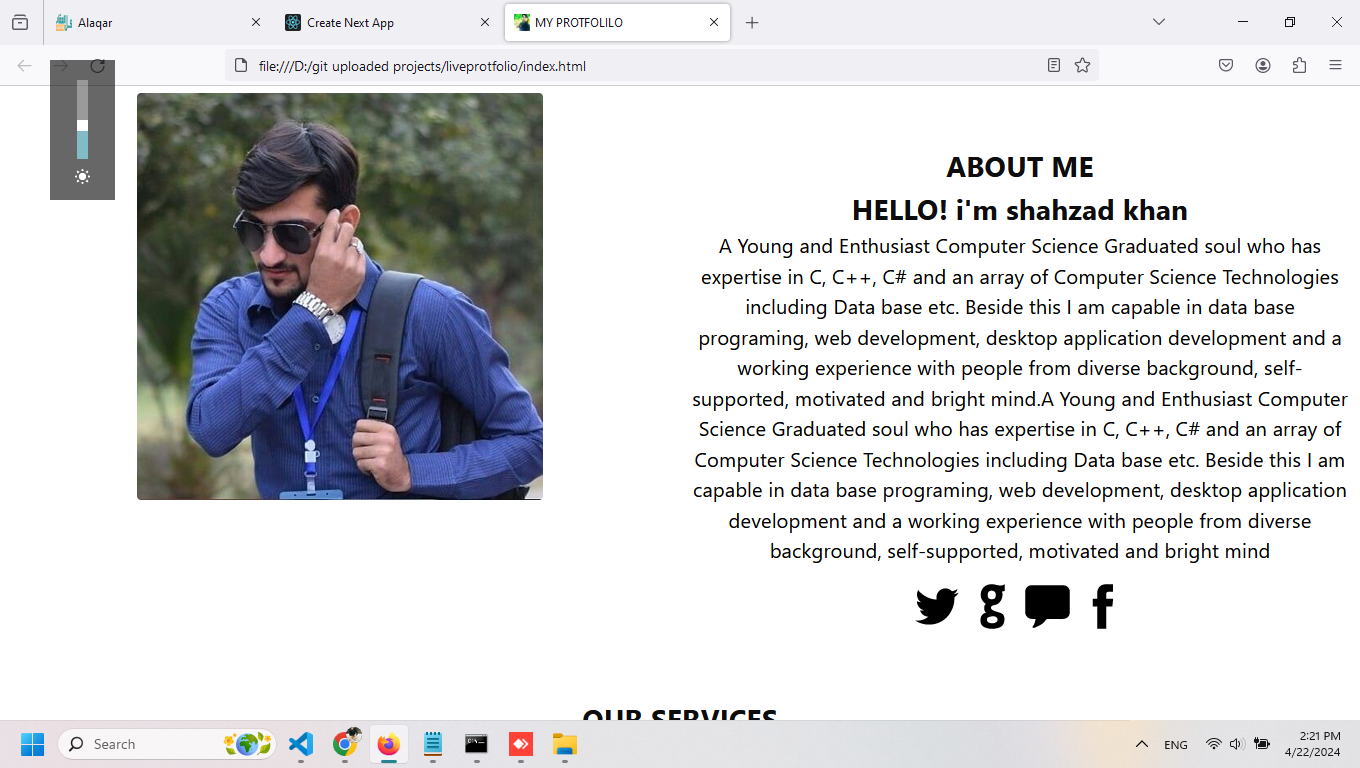 Alaqar
Create Next App
MY PROTFOLILO
file:///D:/git uploaded projects/liveprotfolio/index.html
ABOUT ME
HELLO! i'm shahzad khan
A Young and Enthusiast Computer Science Graduated soul who has
expertise in C, C++, C# and an array of Computer Science Technologies
including Data base etc. Beside this I am capable in data base
programing, web development, desktop application development and a
working experience with people from diverse background, self-
supported, motivated and bright mind.A Young and Enthusiast Computer
Science Graduated soul who has expertise in C, C++, C# and an array of
Computer Science Technologies including Data base etc. Beside this I am
capable in data base programing, web development, desktop application
development and a working experience with people from diverse
background, self-supported, motivated and bright mind
OUR SERVICES
Search
ENG
2:21 PM
4/22/2024